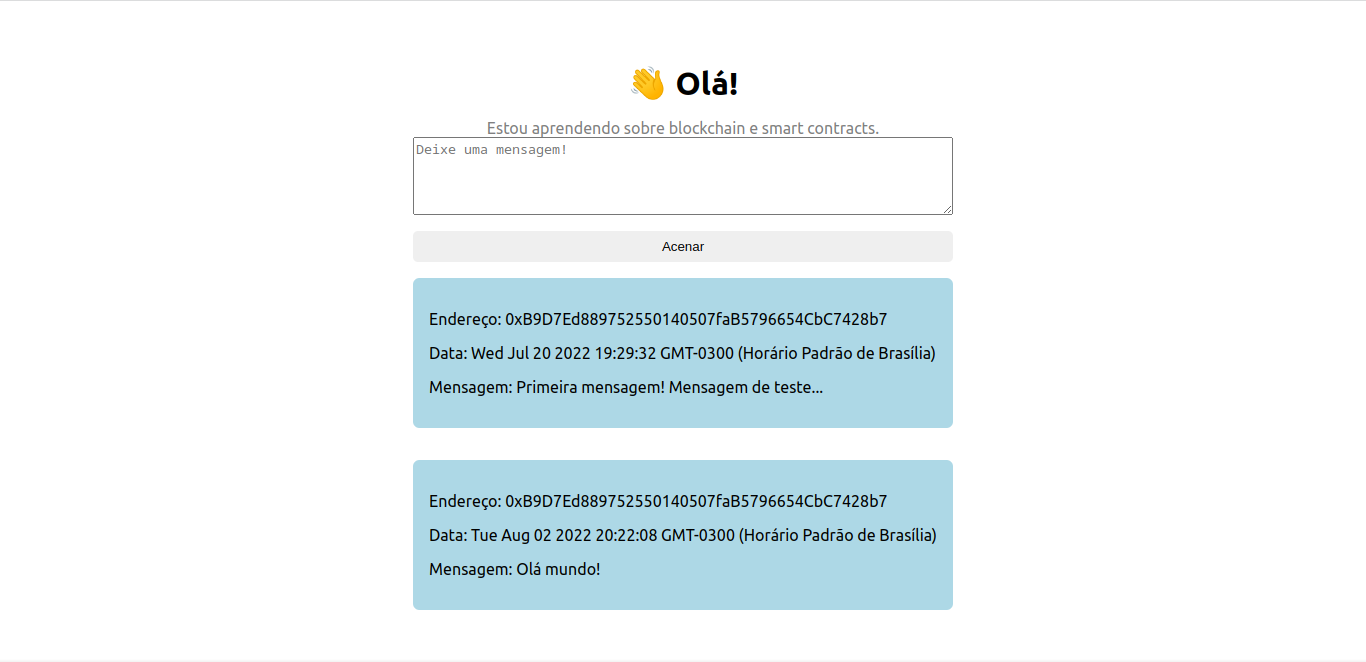 👋 Olá!
Estou aprendendo sobre blockchain e smart contracts.
Deixe uma mensagem!
Acenar
Endereço: 0xB9D7Ed889752550140507faB5796654CbC7428b7
Data: Wed Jul 20 2022 19:29:32 GMT-0300 (Horário Padrão de Brasília)
Mensagem: Primeira mensagem! Mensagem de teste...
Endereço: 0xB9D7Ed889752550140507faB5796654CbC7428b7
Data: Tue Aug 02 2022 20:22:08 GMT-0300 (Horário Padrão de Brasília)
Mensagem: Olá mundo!